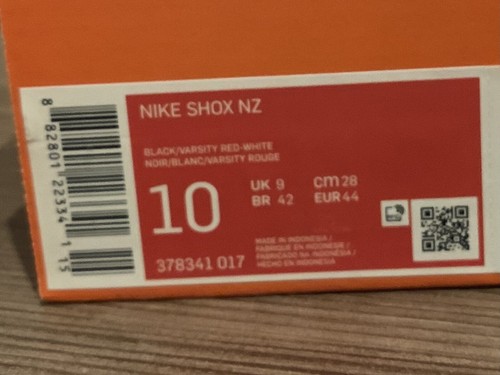 NIKE SHOX NZ
BLACK/VARSITY RED-WHITE
NOIR/BLANC/VARSITY ROUGE
10
UK 9 cm 28
BR 42 EUR 44
378341 017
MADE IN INDONESIA /
FABRIQUE EN INDONESIE /
FABRICADO NA INDONÉSIA /
HECHO EN INDONESIA
8 82801 22334 1 15